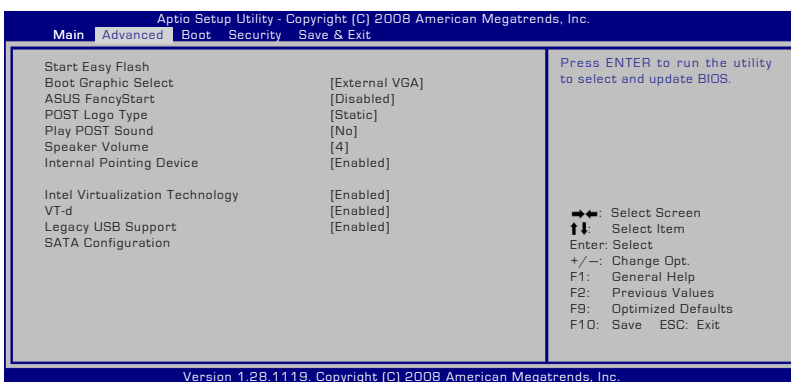 Aptio Setup Utility - Copyright (C) 2008 American Megatrends, Inc.
Main Advanced Boot Security Save & Exit
Start Easy Flash
Boot Graphic Select [External VGA]
ASUS FancyStart [Disabled]
POST Logo Type [Static]
Play POST Sound [No]
Speaker Volume [4]
Internal Pointing Device [Enabled]
Intel Virtualization Technology [Enabled]
VT-d [Enabled]
Legacy USB Support [Enabled]
SATA Configuration
Press ENTER to run the utility
to select and update BIOS.
→←: Select Screen
↑↓: Select Item
Enter: Select
+/—: Change Opt.
F1: General Help
F2: Previous Values
F9: Optimized Defaults
F10: Save ESC: Exit
Version 1.28.1119. Copyright (C) 2008 American Megatrends, Inc.